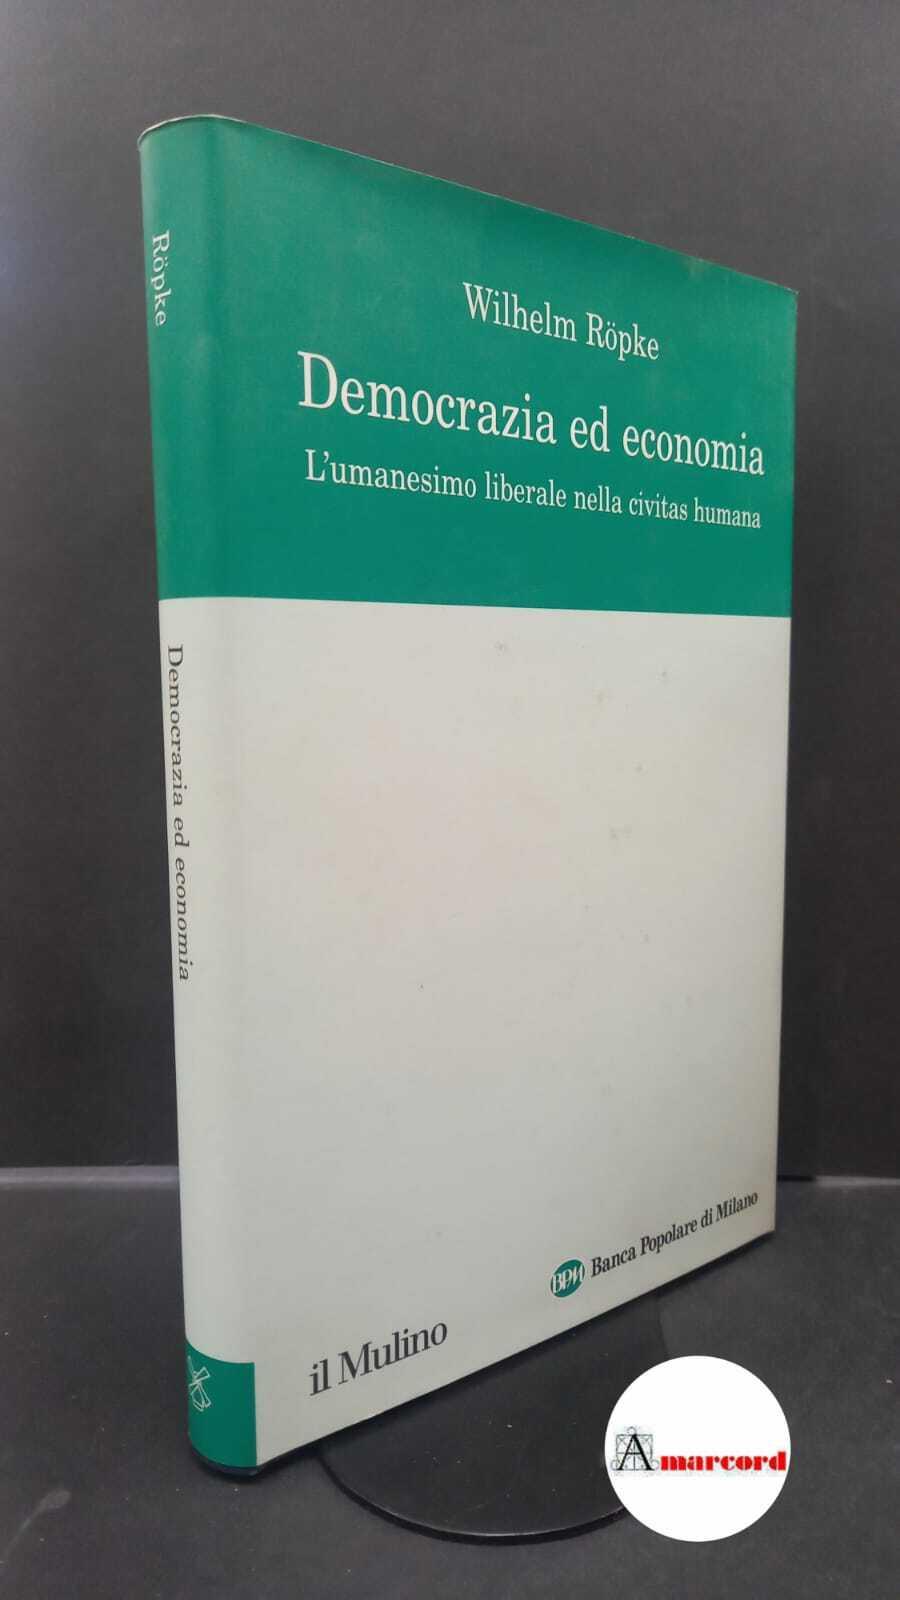 Wilhelm Röpke
Democrazia ed economia
L'umanesimo liberale nella civitas humana
Röpke
Democrazia ed economia
BPM Banca Popolare di Milano
il Mulino
Amarcord